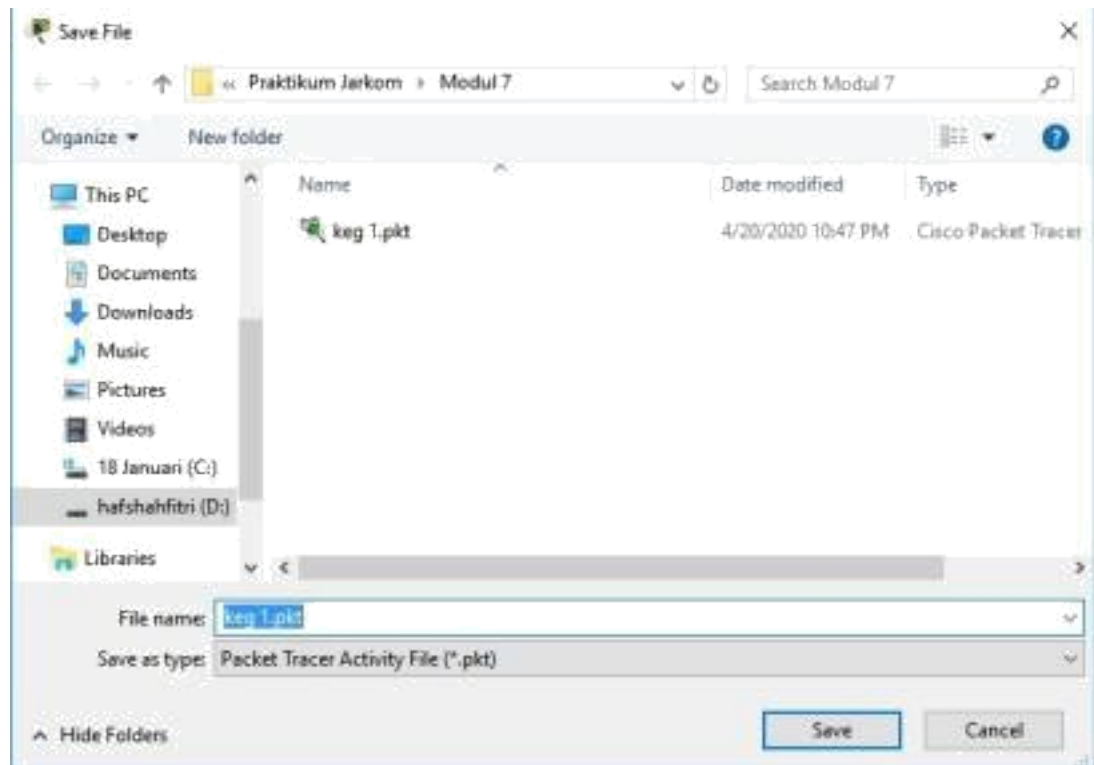 Save File
« Praktikum Jarkom › Modul 7
Search Modul 7
Organize
New folder
Name
Date modified
Type
keg 1.pkt
4/20/2020 10:47 PM
Cisco Packet Tracer
This PC
Desktop
Documents
Downloads
Music
Pictures
Videos
18 Januari (C:)
hafshahfitri (D:)
Libraries
File name: keg 1.pkt
Save as type: Packet Tracer Activity File (*.pkt)
Hide Folders
Save
Cancel